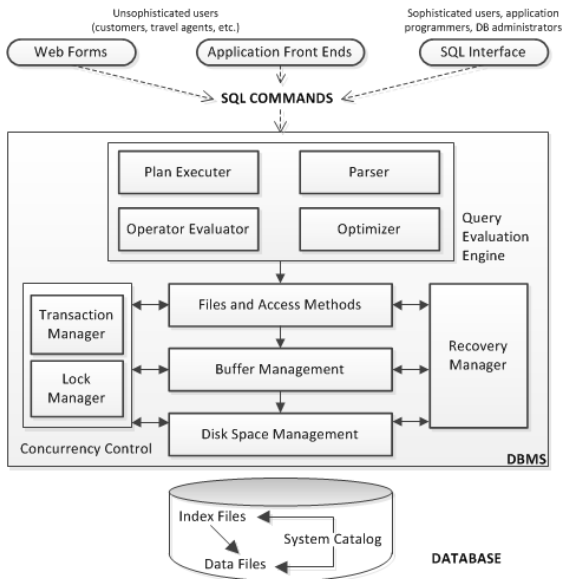 Unsophisticated users
(customers, travel agents, etc.)
Sophisticated users, application
programmers, DB administrators
Web Forms
Application Front Ends
SQL Interface
SQL COMMANDS
Plan Executer
Parser
Operator Evaluator
Optimizer
Query
Evaluation
Engine
Files and Access Methods
Transaction
Manager
Recovery
Manager
Buffer Management
Lock
Manager
Disk Space Management
Concurrency Control
DBMS
Index Files
System Catalog
Data Files
DATABASE